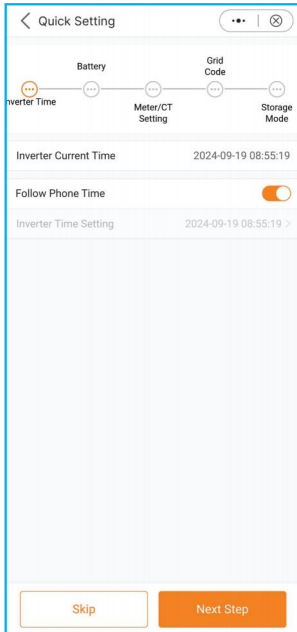 Quick Setting
Battery
Grid
Code
nverter Time
Meter/CT
Setting
Storage
Mode
Inverter Current Time 2024-09-19 08:55:19
Follow Phone Time
Inverter Time Setting 2024-09-19 08:55:19 >
Skip
Next Step